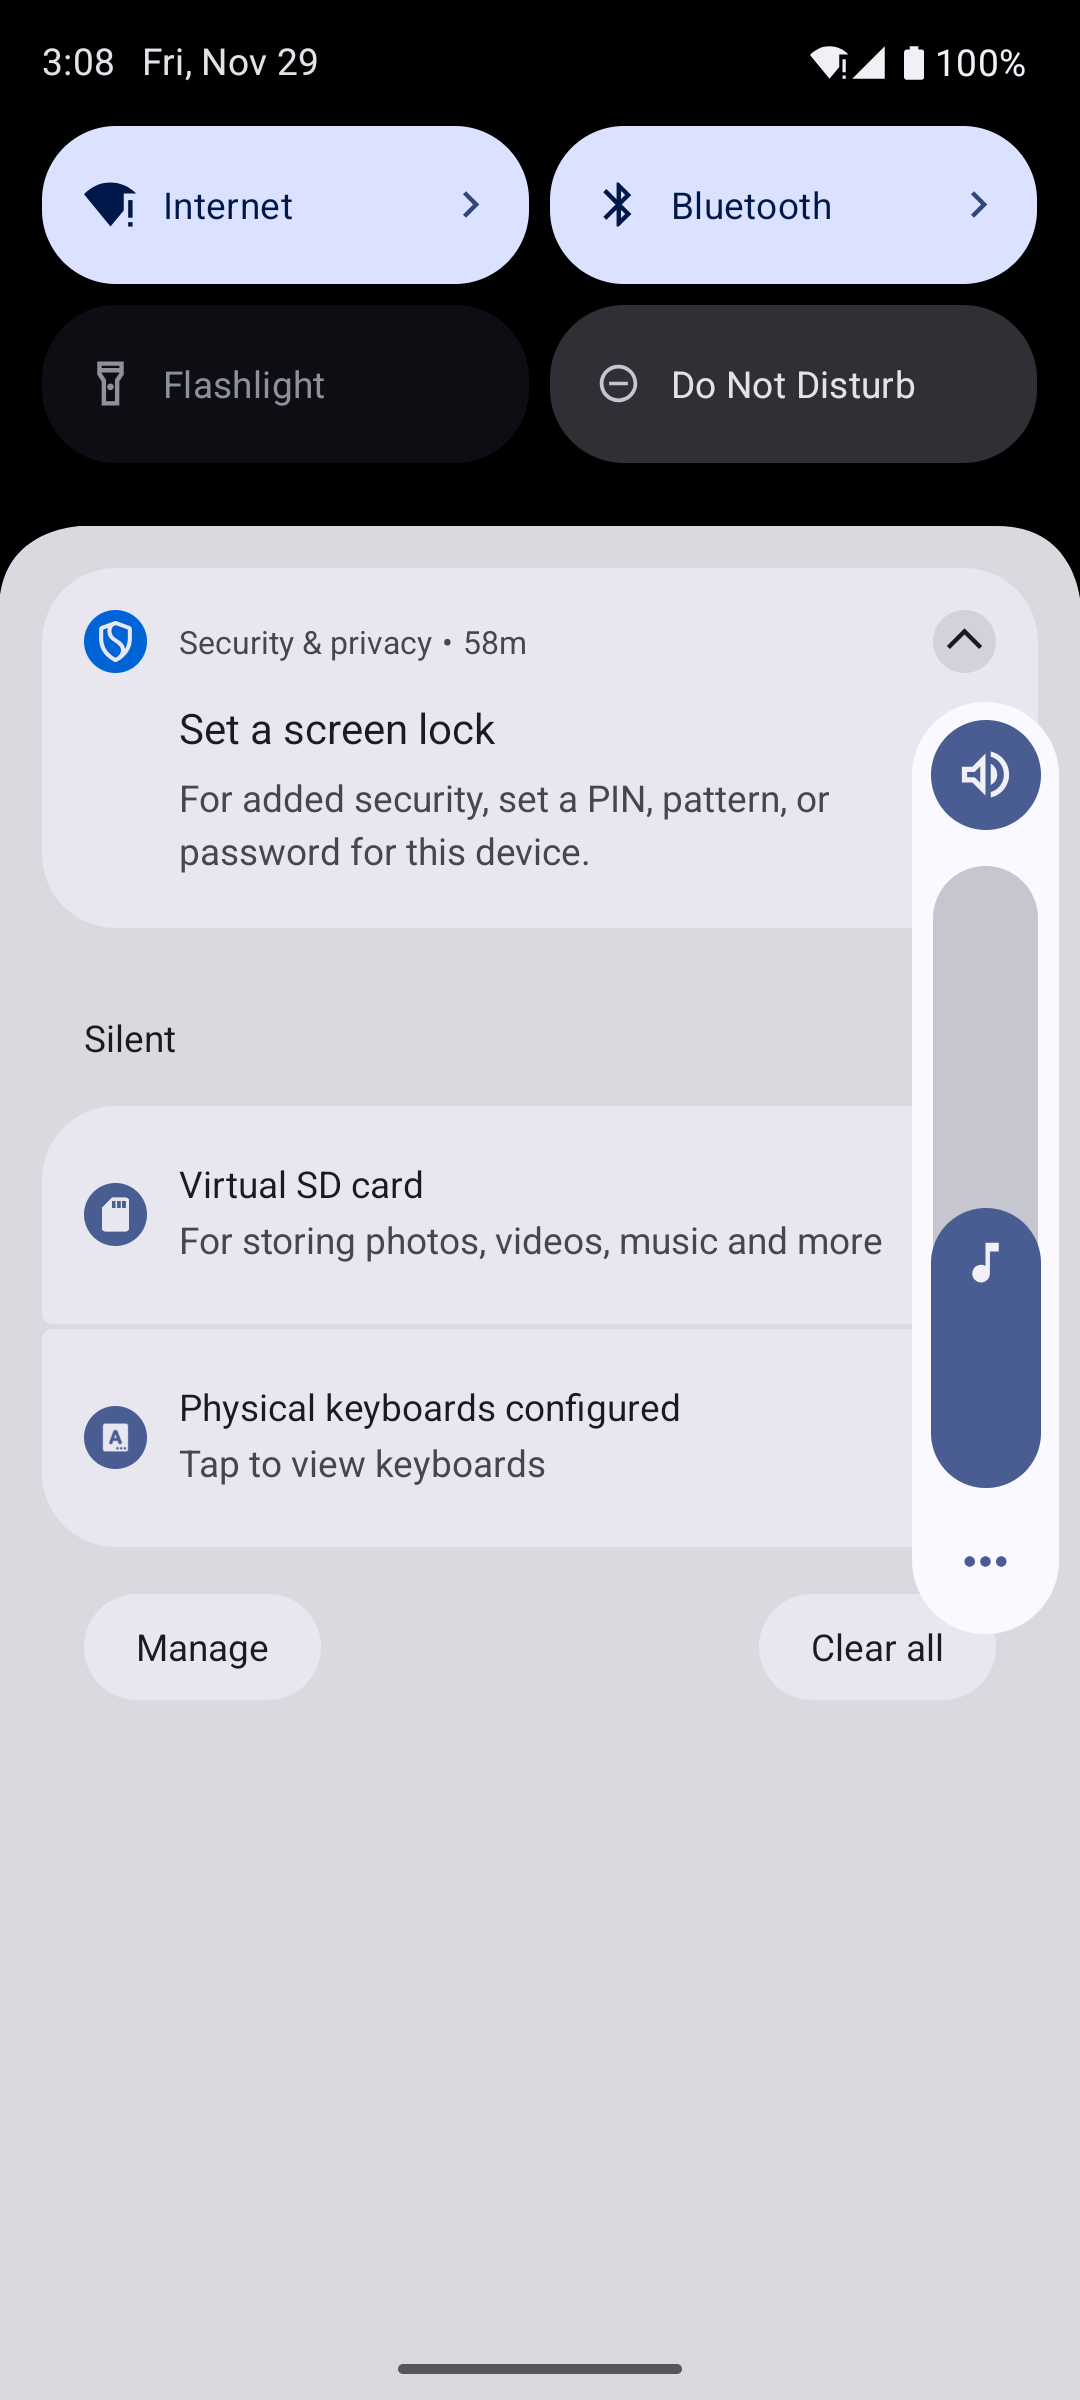 3:08 Fri, Nov 29 100%
Internet Bluetooth
Flashlight Do Not Disturb
Security & privacy • 58m
Set a screen lock
For added security, set a PIN, pattern, or
password for this device.
Silent
Virtual SD card
For storing photos, videos, music and more
Physical keyboards configured
Tap to view keyboards
Manage Clear all